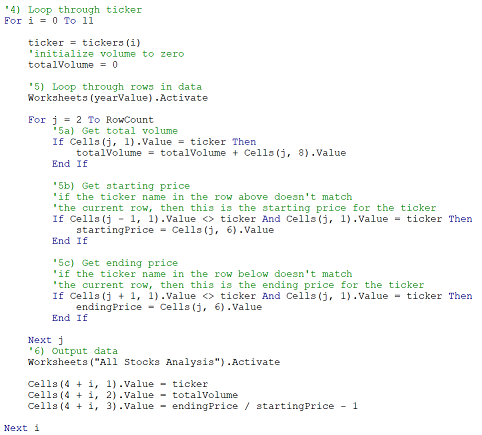 '4) Loop through ticker
For i = 0 To 11
ticker = tickers(i)
'initialize volume to zero
totalVolume = 0
'5) Loop through rows in data
Worksheets(yearValue).Activate
For j = 2 To RowCount
'5a) Get total volume
If Cells(j, 1).Value = ticker Then
totalVolume = totalVolume + Cells(j, 8).Value
End If
'5b) Get starting price
'if the ticker name in the row above doesn't match
'the current row, then this is the starting price for the ticker
If Cells(j - 1, 1).Value <> ticker And Cells(j, 1).Value = ticker Then
startingPrice = Cells(j, 6).Value
End If
'5c) Get ending price
'if the ticker name in the row below doesn't match
'the current row, then this is the ending price for the ticker
If Cells(j + 1, 1).Value <> ticker And Cells(j, 1).Value = ticker Then
endingPrice = Cells(j, 6).Value
End If
Next j
'6) Output data
Worksheets("All Stocks Analysis").Activate
Cells(4 + i, 1).Value = ticker
Cells(4 + i, 2).Value = totalVolume
Cells(4 + i, 3).Value = endingPrice / startingPrice - 1
Next i